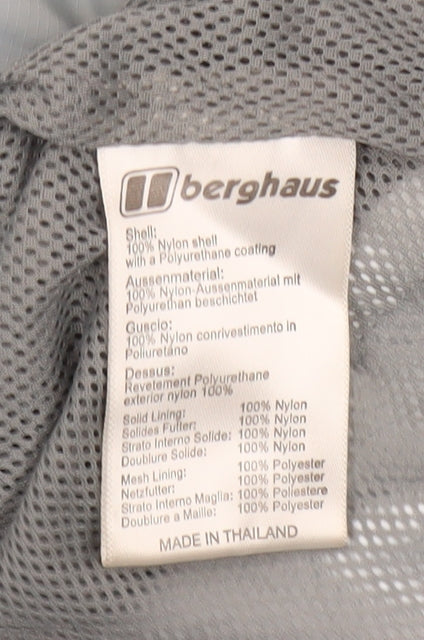 berghaus
Shell:
100% Nylon shell
with a Polyurethane coating
Aussenmaterial:
100% Nylon-Aussenmaterial mit
Polyurethan beschichtet
Guscio:
100% Nylon conrivestimento in
Poliuretano
Dessus:
Revetement Polyurethane
exterior nylon 100%
Solid Lining: 100% Nylon
Solides Futter: 100% Nylon
Strato Interno Solide: 100% Nylon
Doublure Solide: 100% Nylon
Mesh Lining: 100% Polyester
Netzfutter: 100% Polyester
Strato Interno Maglia: 100% Poliestere
Doublure a Maille: 100% Polyester
MADE IN THAILAND